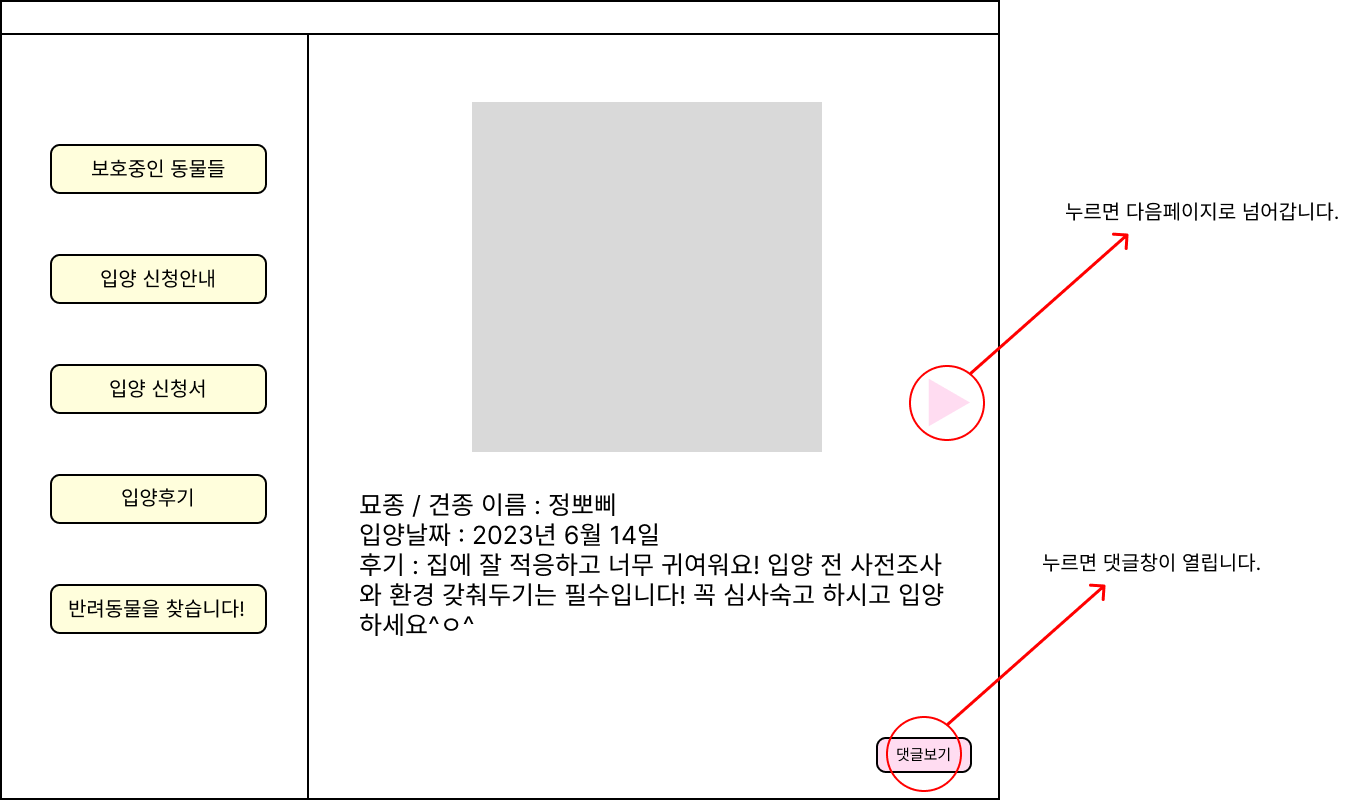 보호중인 동물들
입양 신청안내
입양 신청서
입양후기
반려동물을 찾습니다!
묘종 / 견종 이름 : 정뽀삐
입양날짜 : 2023년 6월 14일
후기 : 집에 잘 적응하고 너무 귀여워요! 입양 전 사전조사
와 환경 갖춰두기는 필수입니다! 꼭 심사숙고 하시고 입양
하세요^ㅇ^
댓글보기
누르면 다음페이지로 넘어갑니다.
누르면 댓글창이 열립니다.